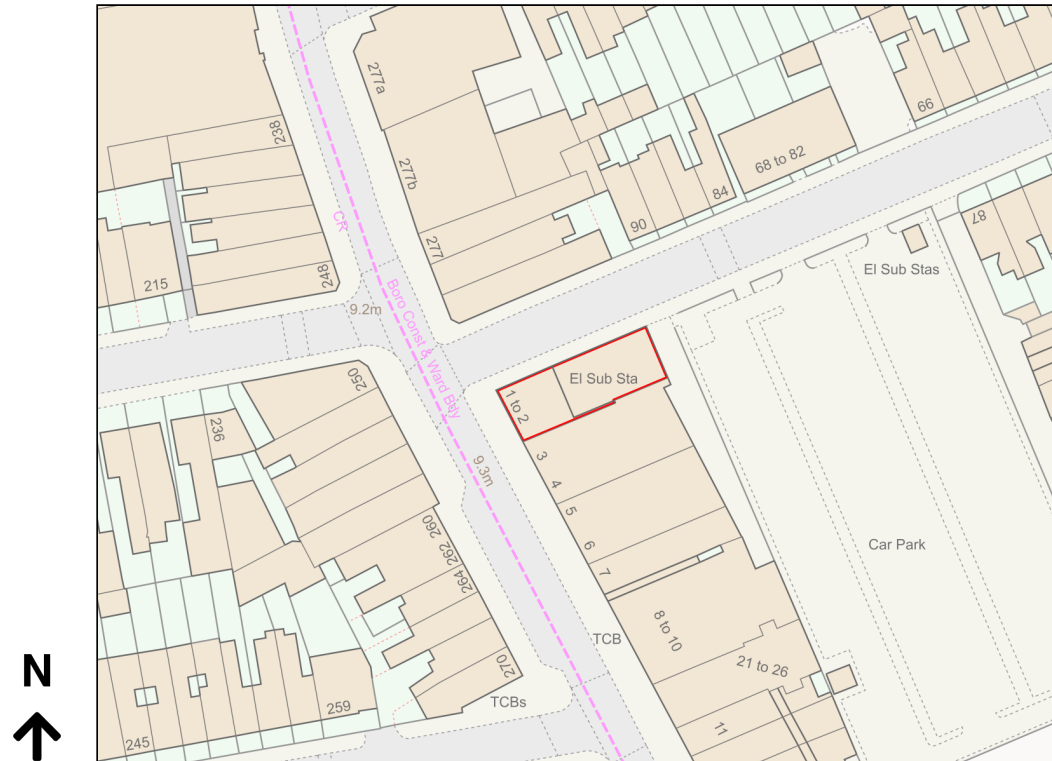 277a
238
66
68 to 82
277b
84
90
CR
277
87
248
El Sub Stas
215
9.2m
Boro Const & Ward Bdy
El Sub Sta
250
1 to 2
236
3
9.3m
4
5
260
6
Car Park
262
7
264
TCB
8 to 10
N
270
21 to 26
TCBs
259
11
245